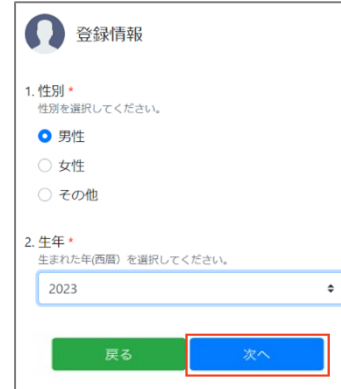 登録情報
1. 性別 *
性別を選択してください。
男性
女性
その他
2. 生年 *
生まれた年(西暦）を選択してください。
2023
戻る 次へ